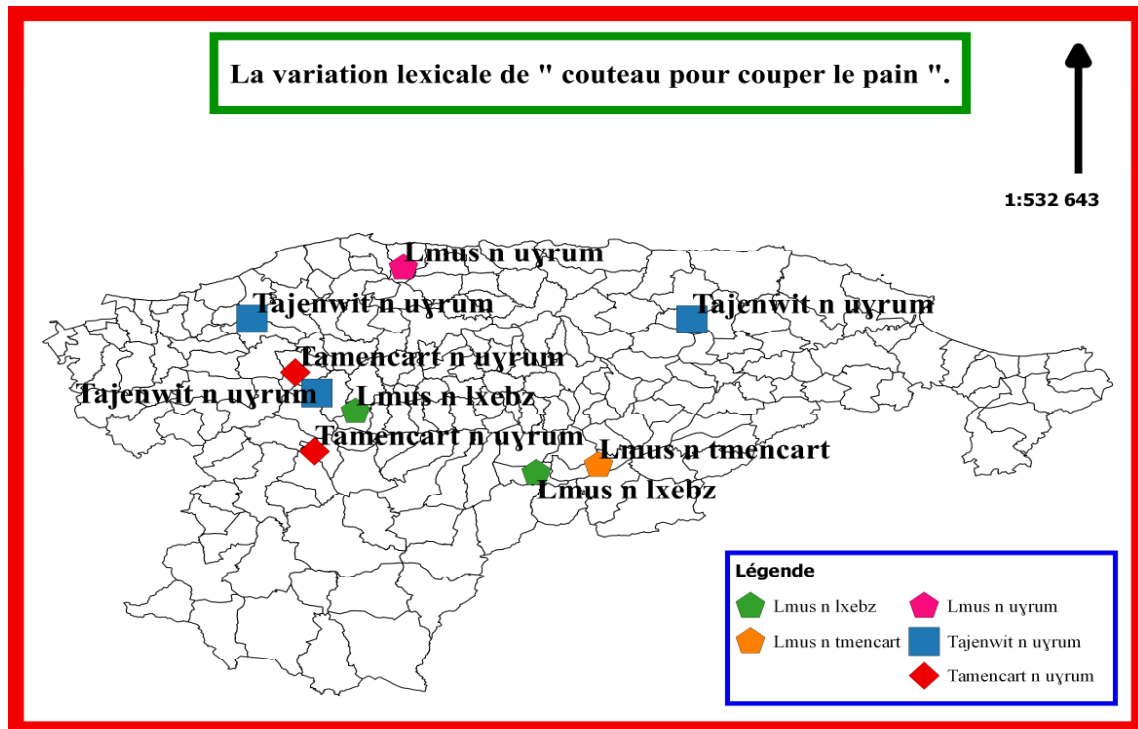 La variation lexicale de " couteau pour couper le pain ".
1:532 643
Lmus n uɣrum
Tajenwit n uɣrum
Tajenwit n uɣrum
Tamencart n uɣrum
Tajenwit n uɣrum
Lmus n lxebz
Tamencart n uɣrum
Lmus n tmencart
Lmus n lxebz
Légende
Lmus n lxebz
Lmus n uɣrum
Lmus n tmencart
Tajenwit n uɣrum
Tamencart n uɣrum